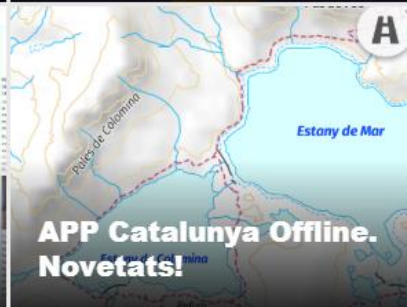 Estany de Mar
Pales de Colomina
APP Catalunya Offline.
Novetats!